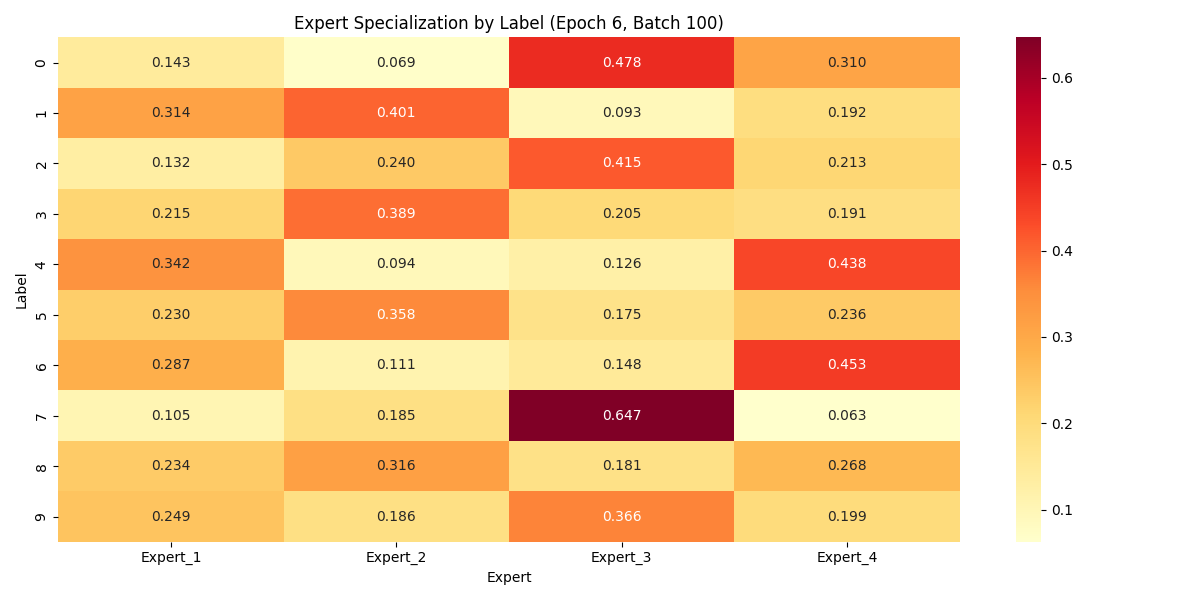 Expert Specialization by Label (Epoch 6, Batch 100)
Label
0 0.143 0.069 0.478 0.310
1 0.314 0.401 0.093 0.192
2 0.132 0.240 0.415 0.213
3 0.215 0.389 0.205 0.191
4 0.342 0.094 0.126 0.438
5 0.230 0.358 0.175 0.236
6 0.287 0.111 0.148 0.453
7 0.105 0.185 0.647 0.063
8 0.234 0.316 0.181 0.268
9 0.249 0.186 0.366 0.199
Expert_1 Expert_2 Expert_3 Expert_4
Expert
0.6
0.5
0.4
0.3
0.2
0.1